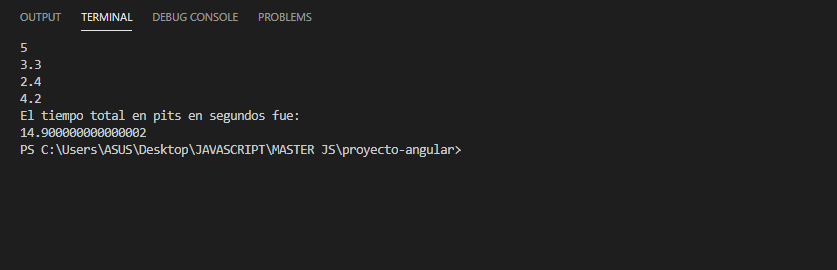 OUTPUT TERMINAL DEBUG CONSOLE PROBLEMS
5
3.3
2.4
4.2
El tiempo total en pits en segundos fue:
14.900000000000002
PS C:\Users\ASUS\Desktop\JAVASCRIPT\MASTER JS\proyecto-angular>